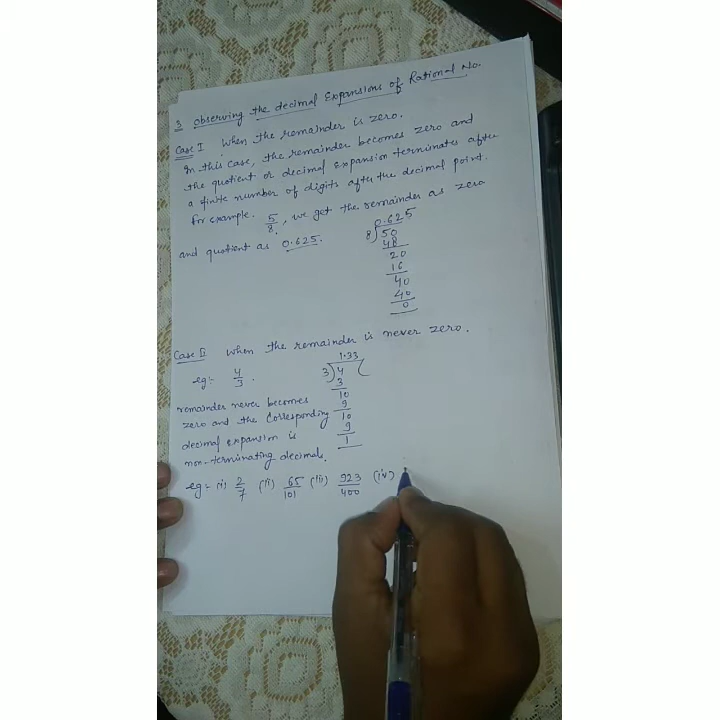 3 Observing the decimal Expansions of Rational No.
Case I When the remainder is zero.
In this case, the remainder becomes zero and
the quotient or decimal expansion terminates after
a finite number of digits after the decimal point.
for example. 5/8, we get the remainder as zero
and quotient as 0.625.
0.625
8)50
48
20
16
40
40
0
Case II When the remainder is never zero.
eg:- 4/3.
1.33
3)4
3
10
9
10
9
1
remainder never becomes
zero and the corresponding
decimal expansion is
non-terminating decimals.
eg:- (i) 2/7 (ii) 65/101 (iii) 923/400 (iv)